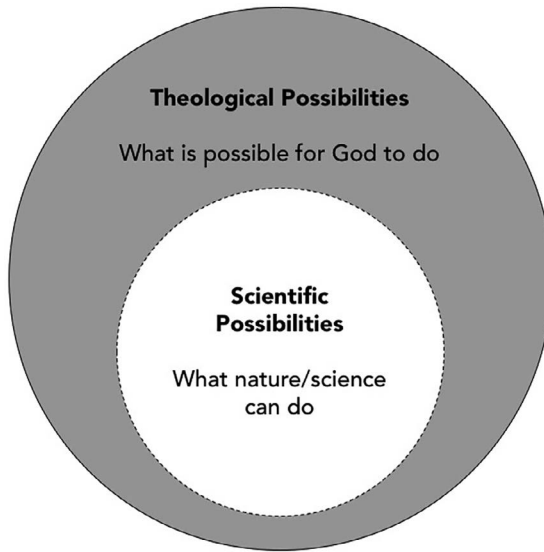 Theological Possibilities
What is possible for God to do
Scientific
Possibilities
What nature/science
can do